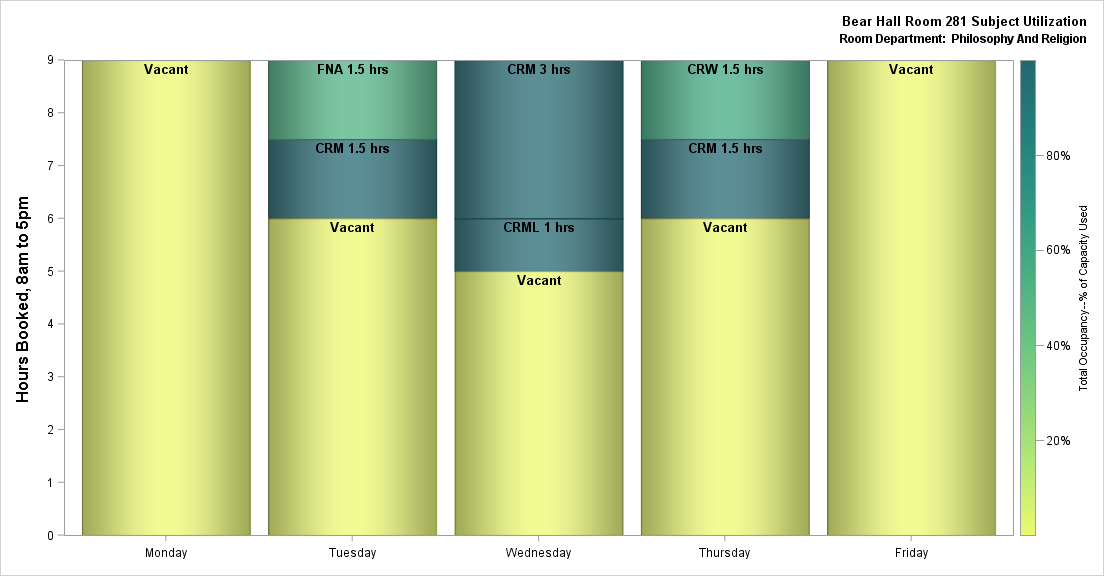 Bear Hall Room 281 Subject Utilization
Room Department: Philosophy And Religion
Hours Booked, 8am to 5pm
9
8
7
6
5
4
3
2
1
0
Vacant
FNA 1.5 hrs
CRM 1.5 hrs
Vacant
CRM 3 hrs
CRML 1 hrs
Vacant
CRW 1.5 hrs
CRM 1.5 hrs
Vacant
Vacant
Monday
Tuesday
Wednesday
Thursday
Friday
80%
60%
40%
20%
Total Occupancy--% of Capacity Used